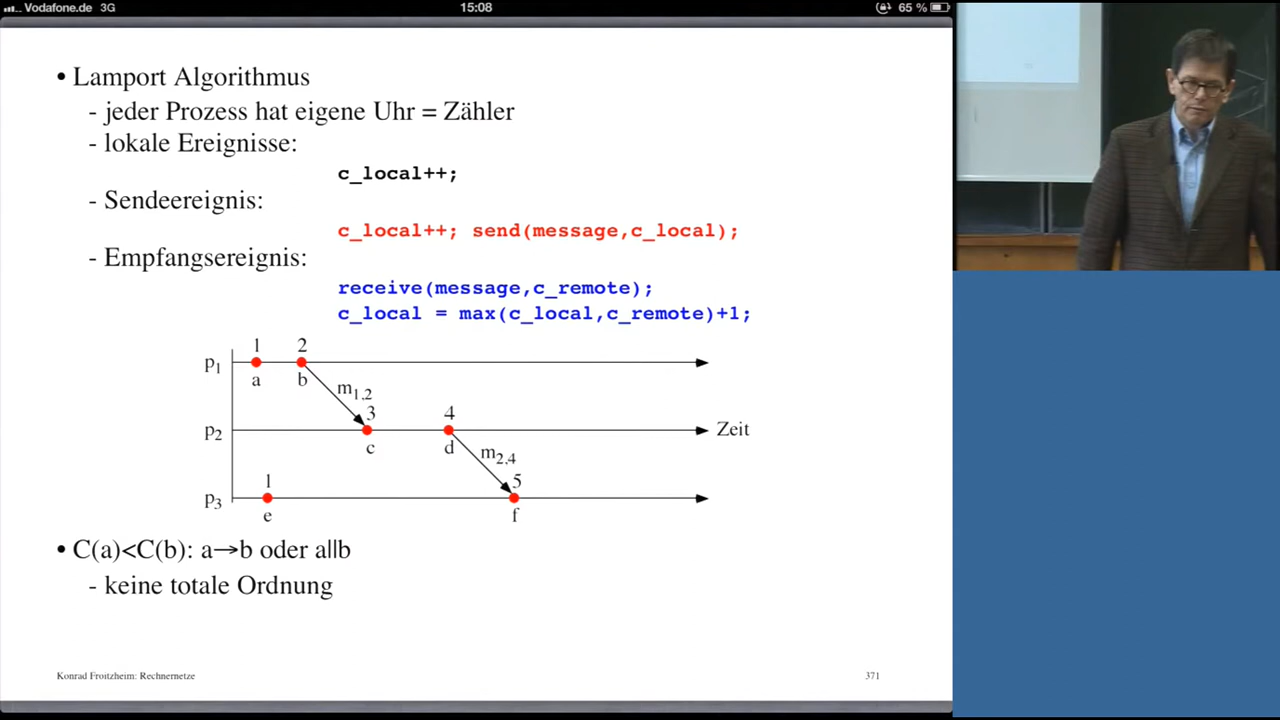 Vodafone.de 3G 15:08 65 %
• Lamport Algorithmus
- jeder Prozess hat eigene Uhr = Zähler
- lokale Ereignisse:
c_local++;
- Sendeereignis:
c_local++; send(message,c_local);
- Empfangsereignis:
receive(message,c_remote);
c_local = max(c_local,c_remote)+1;
1 2
p1
a b
m1,2
3 4
p2 Zeit
c d
m2,4
1 5
p3
e f
• C(a)<C(b): a→b oder a||b
- keine totale Ordnung
Konrad Froitzheim: Rechnernetze 371